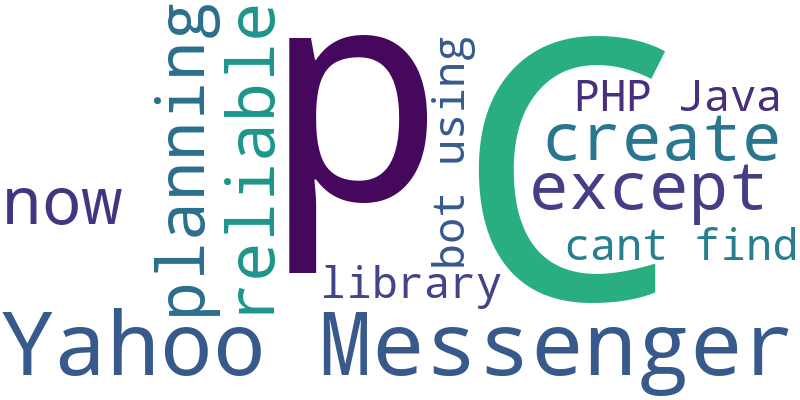 planning
reliable
p
bot using
C
PHP Java
create
except
now
cant find
library
Yahoo Messenger